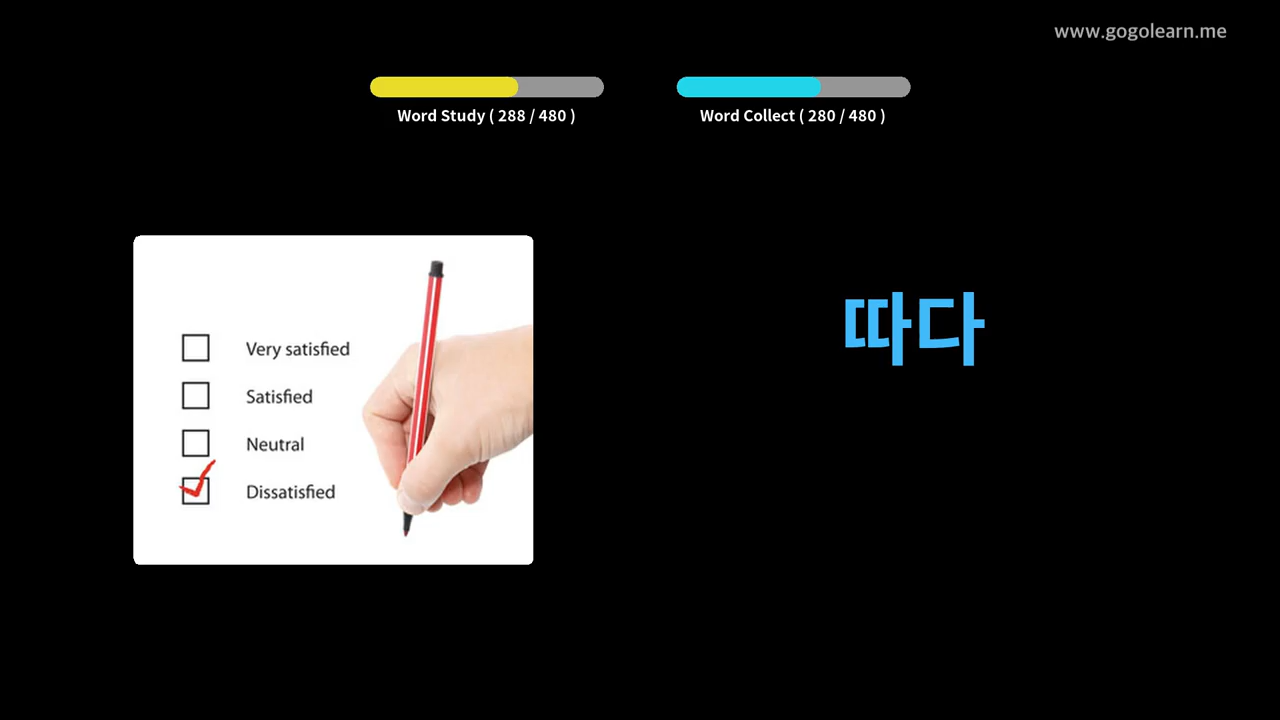 www.gogolearn.me
Word Study ( 288 / 480 )
Word Collect ( 280 / 480 )
Very satisfied
Satisfied
Neutral
Dissatisfied
따다